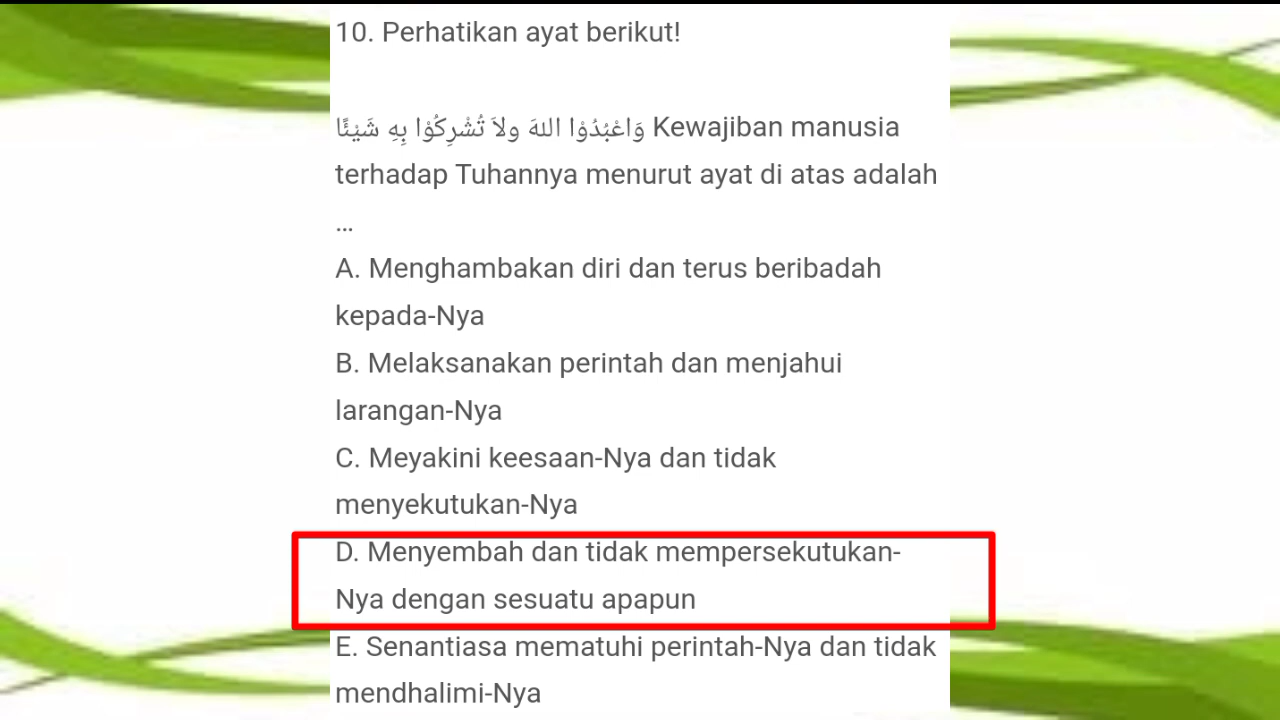 10. Perhatikan ayat berikut!
وَاعْبُدُوْا اللهَ ولاَ تُشْرِكُوْا بِهِ شَيْئًا Kewajiban manusia
terhadap Tuhannya menurut ayat di atas adalah
...
A. Menghambakan diri dan terus beribadah
kepada-Nya
B. Melaksanakan perintah dan menjahui
larangan-Nya
C. Meyakini keesaan-Nya dan tidak
menyekutukan-Nya
D. Menyembah dan tidak mempersekutukan-
Nya dengan sesuatu apapun
E. Senantiasa mematuhi perintah-Nya dan tidak
mendhalimi-Nya